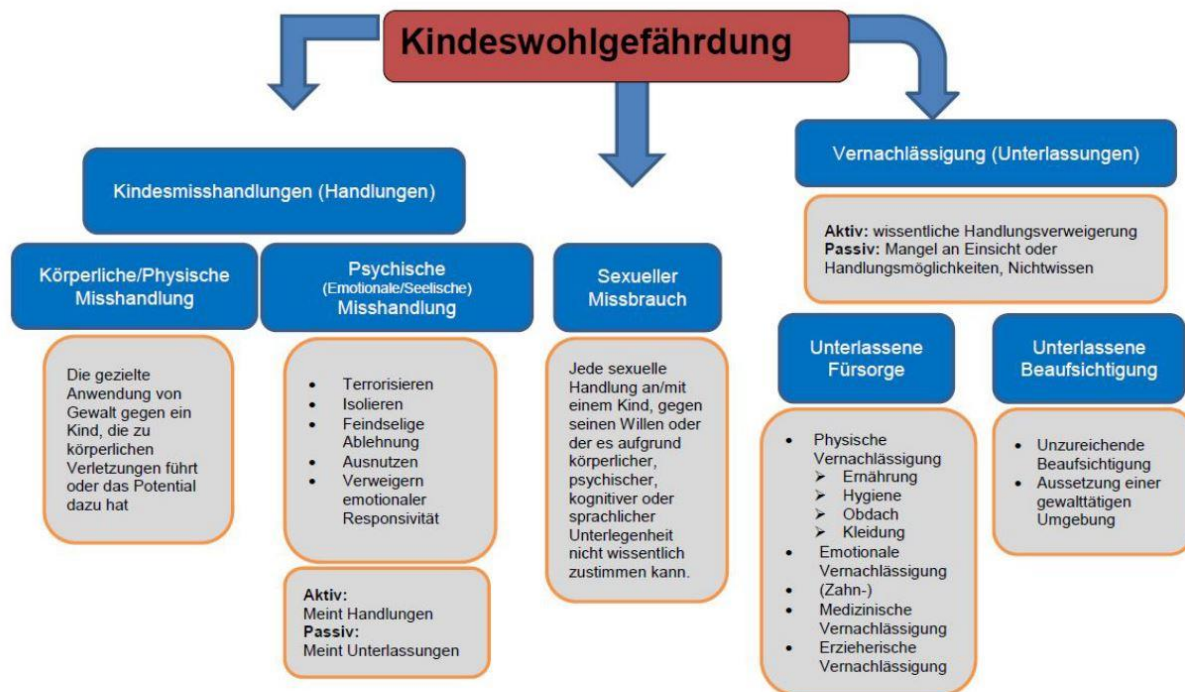 Kindeswohlgefährdung
Kindesmisshandlungen (Handlungen)
Körperliche/Physische
Misshandlung
Die gezielte
Anwendung von
Gewalt gegen ein
Kind, die zu
körperlichen
Verletzungen führt
oder das Potential
dazu hat
Psychische
(Emotionale/Seelische)
Misshandlung
• Terrorisieren
• Isolieren
• Feindselige
Ablehnung
• Ausnutzen
• Verweigern
emotionaler
Responsivität
Aktiv:
Meint Handlungen
Passiv:
Meint Unterlassungen
Sexueller
Missbrauch
Jede sexuelle
Handlung an/mit
einem Kind, gegen
seinen Willen oder
der es aufgrund
körperlicher,
psychischer,
kognitiver oder
sprachlicher
Unterlegenheit
nicht wissentlich
zustimmen kann.
Vernachlässigung (Unterlassungen)
Aktiv: wissentliche Handlungsverweigerung
Passiv: Mangel an Einsicht oder
Handlungsmöglichkeiten, Nichtwissen
Unterlassene
Fürsorge
• Physische
Vernachlässigung
➢ Ernährung
➢ Hygiene
➢ Obdach
➢ Kleidung
• Emotionale
Vernachlässigung
• (Zahn-)
• Medizinische
Vernachlässigung
• Erzieherische
Vernachlässigung
Unterlassene
Beaufsichtigung
• Unzureichende
Beaufsichtigung
• Aussetzung einer
gewalttätigen
Umgebung